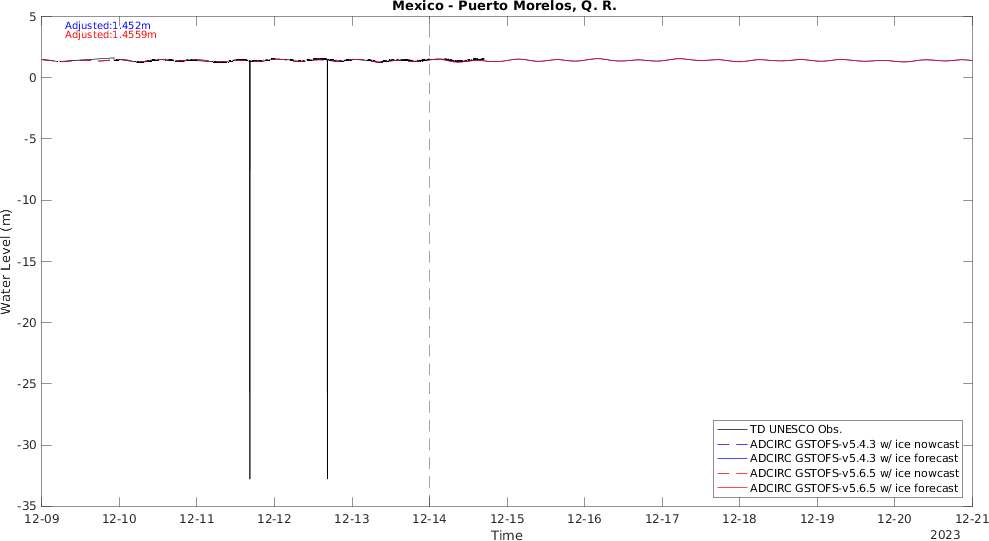 Mexico - Puerto Morelos, Q. R.
Adjusted:1.452m
Adjusted:1.4559m
5
0
-5
-10
-15
-20
-25
-30
-35
Water Level (m)
TD UNESCO Obs.
ADCIRC GSTOFS-v5.4.3 w/ ice nowcast
ADCIRC GSTOFS-v5.4.3 w/ ice forecast
ADCIRC GSTOFS-v5.6.5 w/ ice nowcast
ADCIRC GSTOFS-v5.6.5 w/ ice forecast
12-09 12-10 12-11 12-12 12-13 12-14 12-15 12-16 12-17 12-18 12-19 12-20 12-21
Time
2023